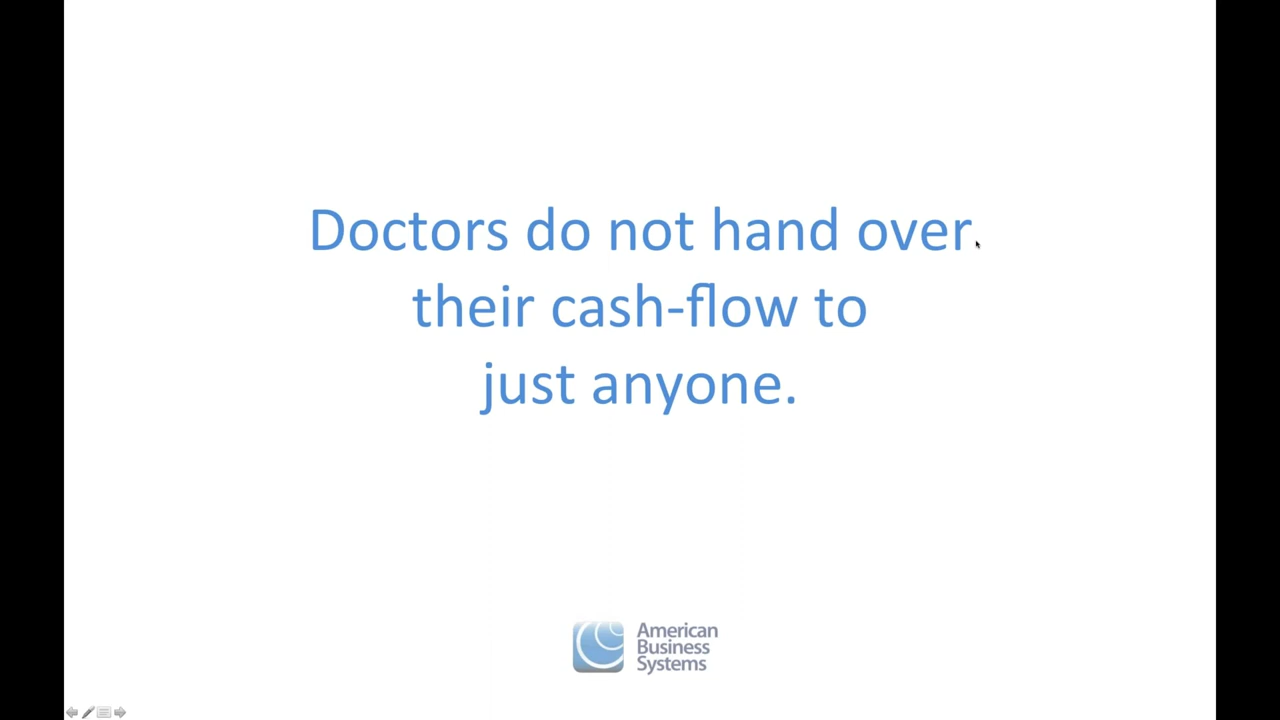 Doctors do not hand over
their cash-flow to
just anyone.
American
Business
Systems